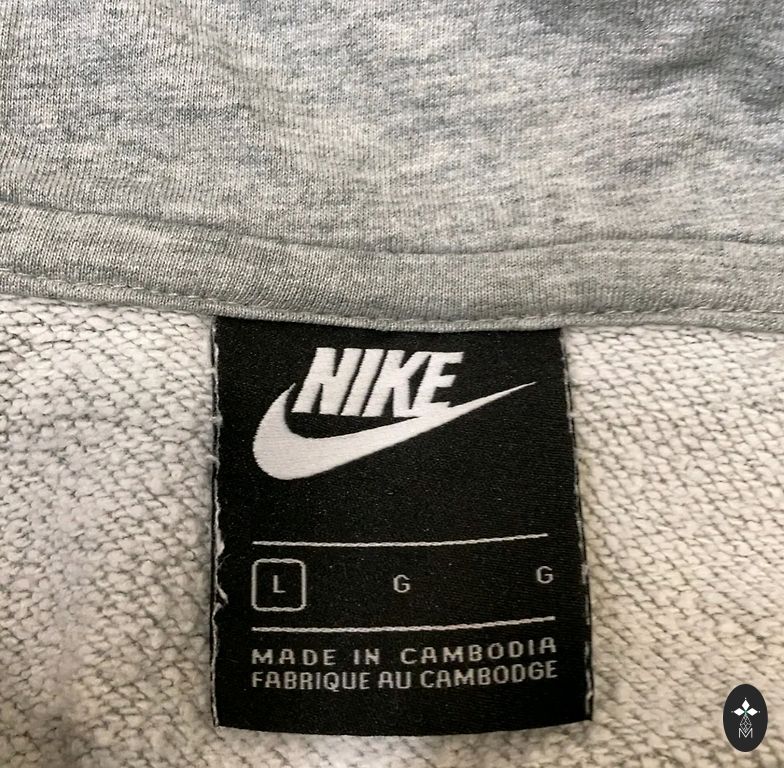 NIKE
L G G
MADE IN CAMBODIA
FABRIQUE AU CAMBODGE
M